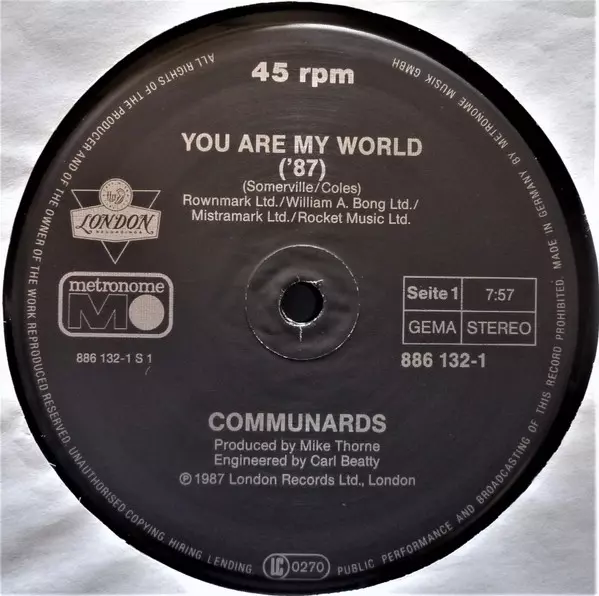 45 rpm
YOU ARE MY WORLD
('87)
(Somerville/Coles)
Rownmark Ltd./William A. Bong Ltd./
Mistramark Ltd./Rocket Music Ltd.
LONDON
RECORDINGS
metronome
886 132-1 S 1
Seite 1 7:57
GEMA STEREO
886 132-1
COMMUNARDS
Produced by Mike Thorne
Engineered by Carl Beatty
Ⓟ 1987 London Records Ltd., London
ALL RIGHTS OF THE PRODUCER AND OF THE OWNER OF THE WORK REPRODUCED RESERVED. UNAUTHORISED COPYING, HIRING, LENDING, PUBLIC PERFORMANCE AND BROADCASTING OF THIS RECORD PROHIBITED. MADE IN GERMANY BY METRONOME MUSIK GMBH
LC 0270